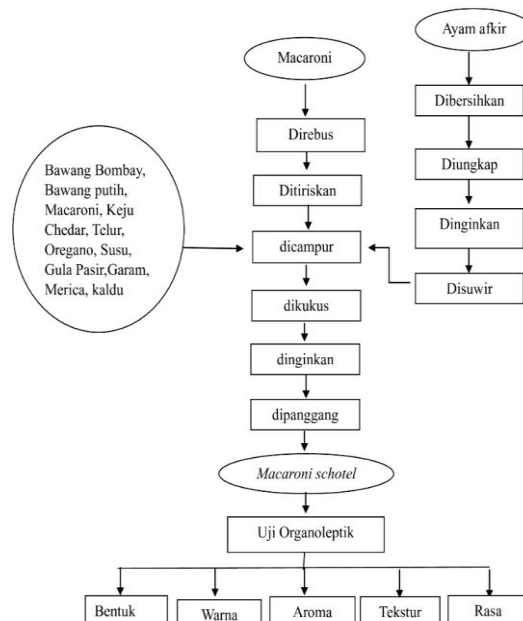 Ayam afkir
Macaroni
Dibersihkan
Direbus
Diungkap
Ditiriskan
Dinginkan
Bawang Bombay,
Bawang putih,
Macaroni, Keju
Chedar, Telur,
Oregano, Susu,
Gula Pasir,Garam,
Merica, kaldu
dicampur
Disuwir
dikukus
dinginkan
dipanggang
Macaroni schotel
Uji Organoleptik
Bentuk
Warna
Aroma
Tekstur
Rasa